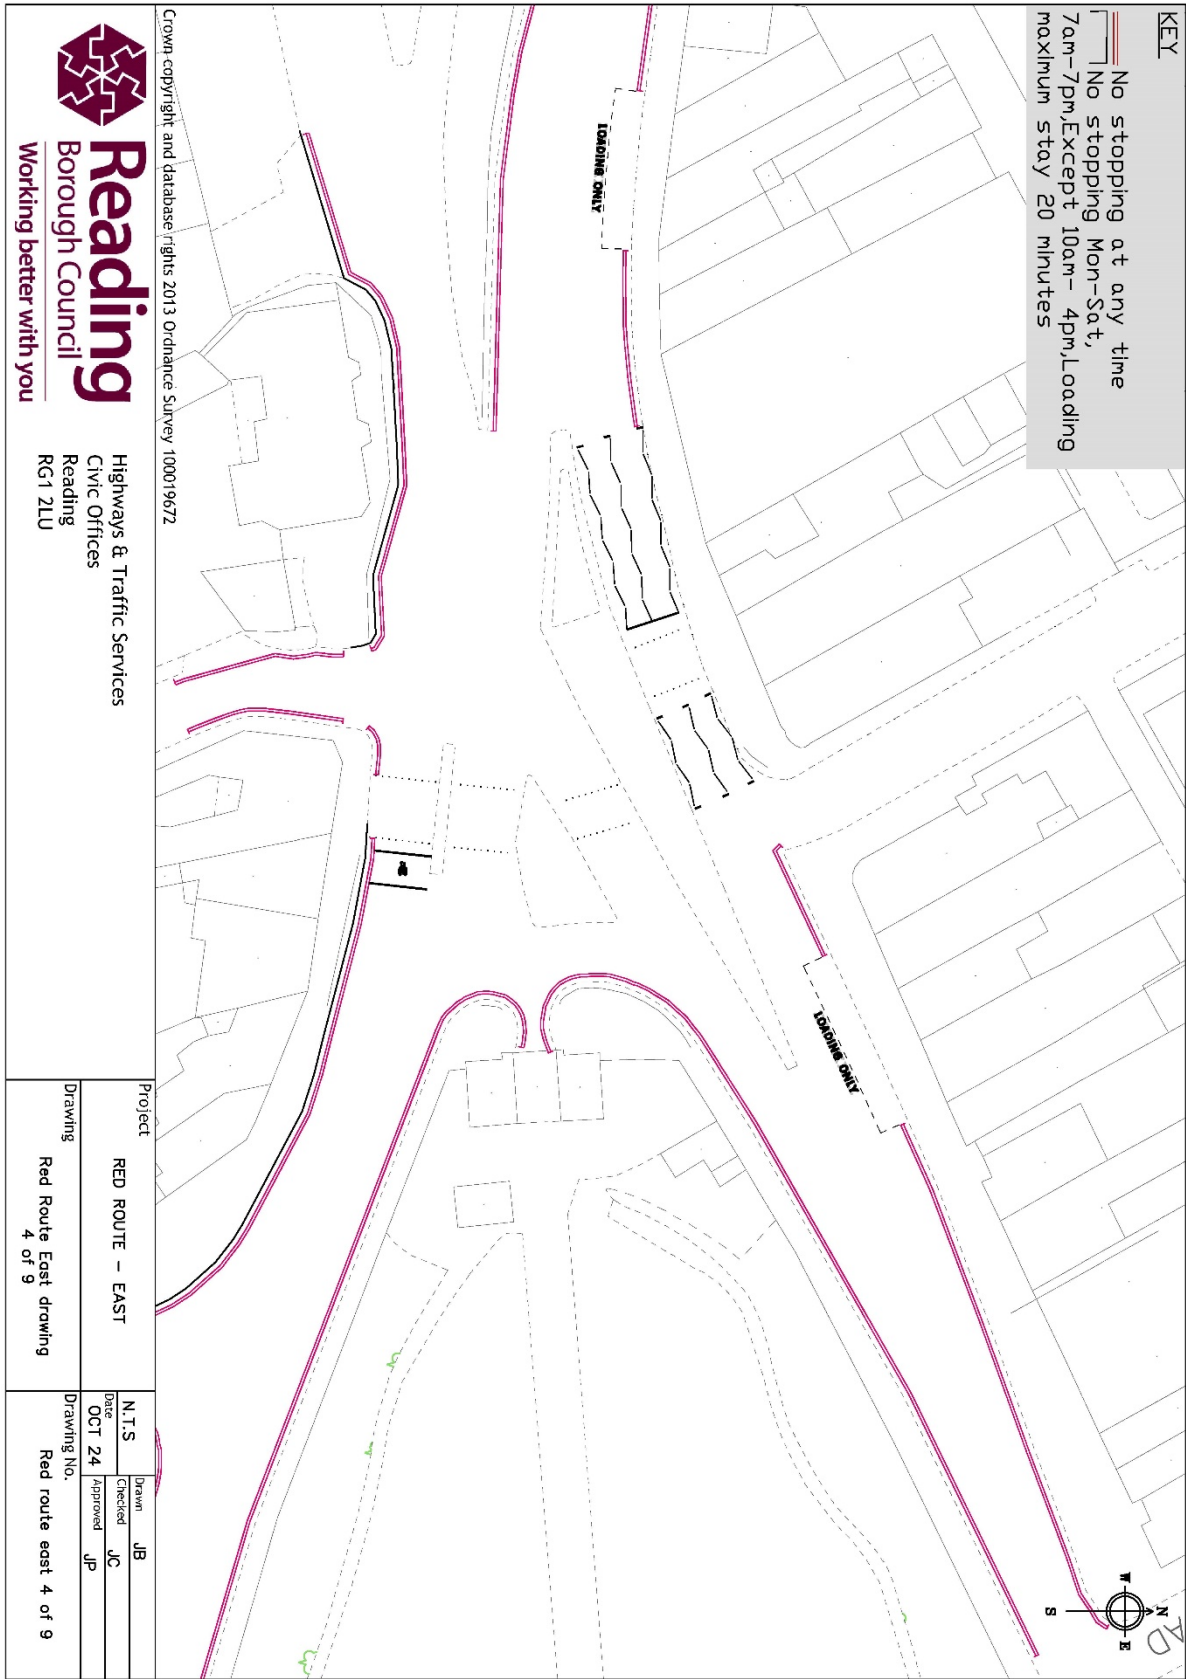 KEY
No stopping at any time
No stopping Mon-Sat,
7am-7pm,Except 10am- 4pm,Loading
maximum stay 20 minutes
LOADING ONLY
LOADING ONLY
AD
N
W
E
S
Crown copyright and database rights 2013 Ordnance Survey 100019672
Reading
Borough Council
Working better with you
Highways & Traffic Services
Civic Offices
Reading
RG1 2LU
Project
RED ROUTE - EAST
Drawing
Red Route East drawing
4 of 9
N.T.S
Date
OCT 24
Drawn JB
Checked JC
Approved JP
Drawing No.
Red route east 4 of 9